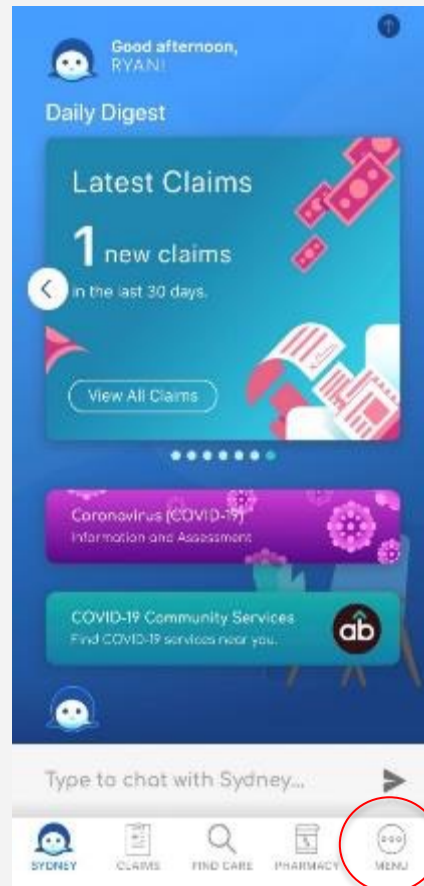 Good afternoon,
RYAN!
Daily Digest
Latest Claims
1 new claims
in the last 30 days.
View All Claims
Coronavirus (COVID-19)
Information and Assessment
COVID-19 Community Services
Find COVID-19 services near you.
ab
Type to chat with Sydney...
SYDNEY CLAIMS FIND CARE PHARMACY MENU